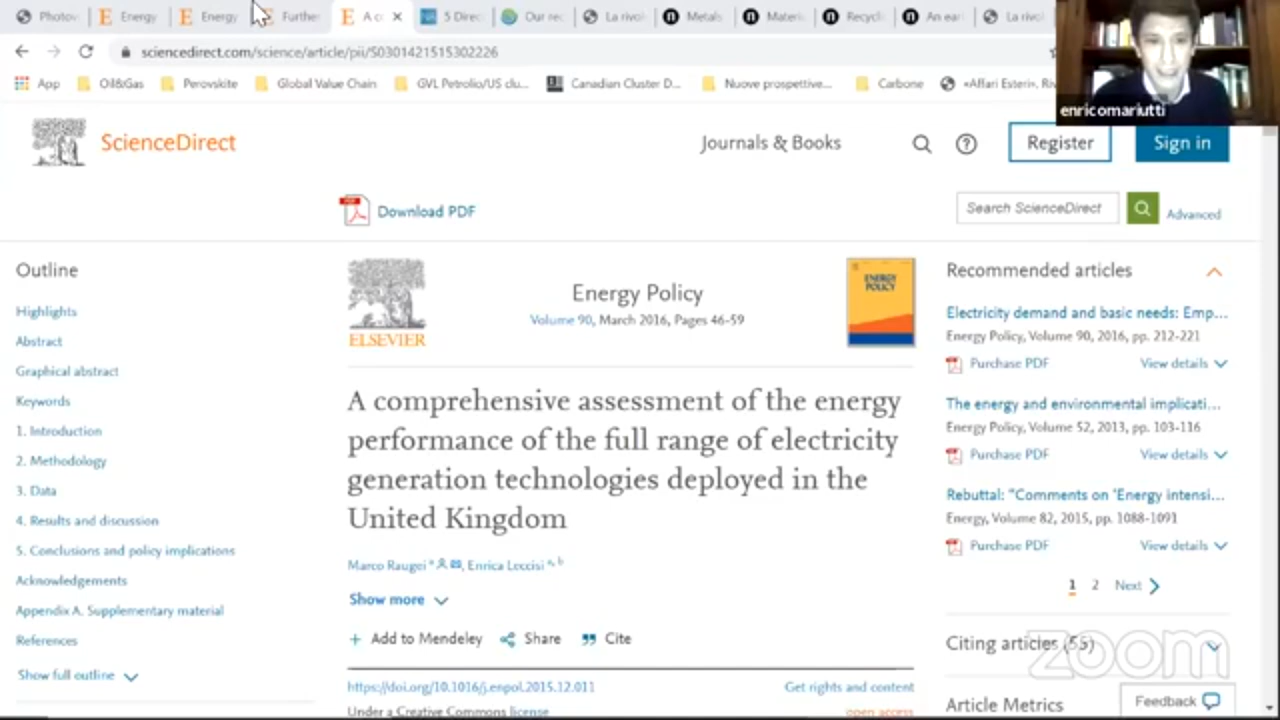 Photov
Energy
Energy
Further
A co
5 Direc
Our rec
La rivol
Metals
Materi
Recycli
An ear
La rivol
sciencedirect.com/science/article/pii/S0301421515302226
App
Oil&Gas
Perovskite
Global Value Chain
GVL Petrolio/US clu...
Canadian Cluster D...
Nuove prospettive...
Carbone
«Affari Esteri», Riv
enricomariutti
ScienceDirect
Journals & Books
Register
Sign in
Download PDF
Search ScienceDirect
Advanced
Outline
Highlights
Abstract
Graphical abstract
Keywords
1. Introduction
2. Methodology
3. Data
4. Results and discussion
5. Conclusions and policy implications
Acknowledgements
Appendix A. Supplementary material
References
Show full outline
ELSEVIER
Energy Policy
Volume 90, March 2016, Pages 46-59
ENERGY
POLICY
A comprehensive assessment of the energy
performance of the full range of electricity
generation technologies deployed in the
United Kingdom
Marco Raugei a, Enrica Leccisi a, b
Show more
Add to Mendeley
Share
Cite
https://doi.org/10.1016/j.enpol.2015.12.011
Get rights and content
Under a Creative Commons license
open access
Recommended articles
Electricity demand and basic needs: Emp...
Energy Policy, Volume 90, 2016, pp. 212-221
Purchase PDF
View details
The energy and environmental implicati...
Energy Policy, Volume 52, 2013, pp. 103-116
Purchase PDF
View details
Rebuttal: "Comments on 'Energy intensi...
Energy, Volume 82, 2015, pp. 1088-1091
Purchase PDF
View details
1 2 Next
Citing articles (55)
zoom
Article Metrics
Feedback